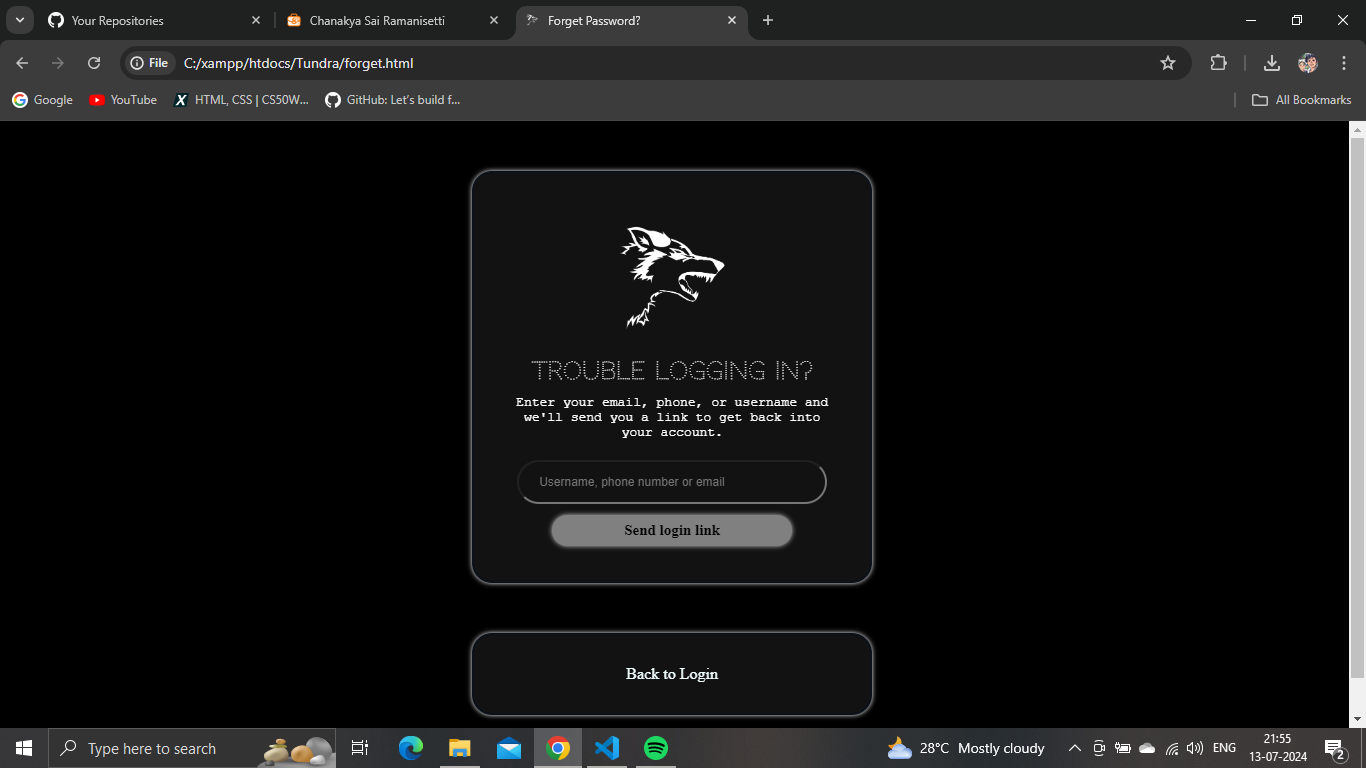 Your Repositories
Chanakya Sai Ramanisetti
Forget Password?
File
C:/xampp/htdocs/Tundra/forget.html
Google
YouTube
HTML, CSS | CS50W...
GitHub: Let's build f...
All Bookmarks
TROUBLE LOGGING IN?
Enter your email, phone, or username and
we'll send you a link to get back into
your account.
Username, phone number or email
Send login link
Back to Login
Type here to search
28°C Mostly cloudy
ENG
21:55
13-07-2024
2